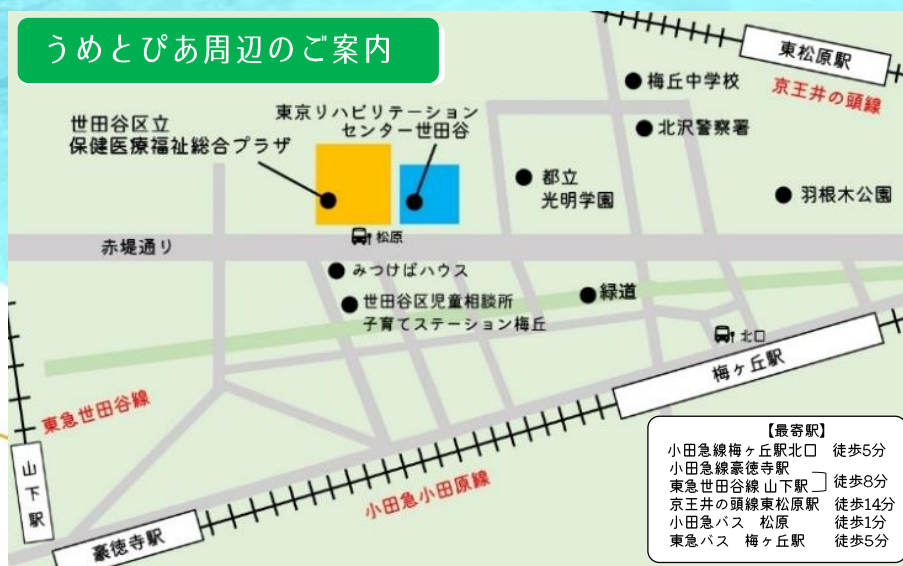 うめとぴあ周辺のご案内
東松原駅
京王井の頭線
梅丘中学校
北沢警察署
東京リハビリテーション
センター世田谷
世田谷区立
保健医療福祉総合プラザ
都立
光明学園
羽根木公園
赤堤通り
松原
みつけばハウス
世田谷区児童相談所
子育てステーション梅丘
緑道
北口
梅ヶ丘駅
東急世田谷線
山下駅
小田急小田原線
豪徳寺駅
【最寄駅】
小田急線梅ヶ丘駅北口 徒歩5分
小田急線豪徳寺駅
東急世田谷線 山下駅 徒歩8分
京王井の頭線東松原駅 徒歩14分
小田急バス 松原 徒歩1分
東急バス 梅ヶ丘駅 徒歩5分